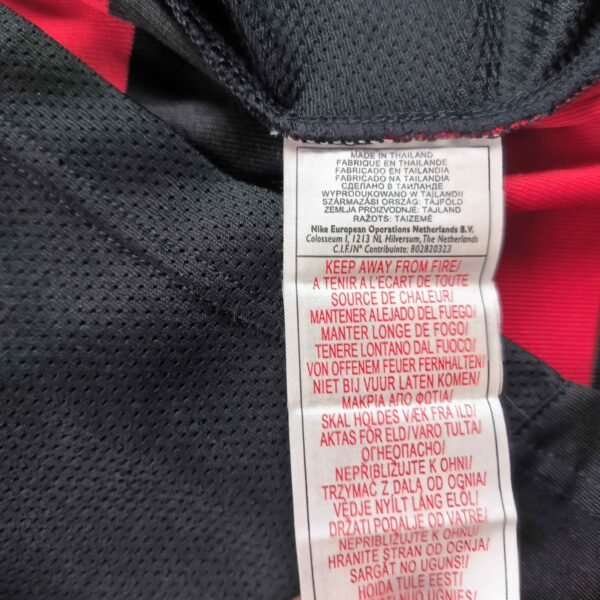 MADE IN THAILAND
FABRIQUE EN THAILANDE
FABRICADO EN TAILANDIA
FABRICADO NA TAILANDIA
СДЕЛАНО В ТАИЛАНДЕ
WYPRODUKOWANO W TAJLANDII
SZÁRMAZÁSI ORSZÁG: TÁJFÖLD
ZEMLJA PROIZVODNJE: TAJLAND
RAŽOTS: TAIZEMĒ
Nike European Operations Netherlands B.V.
Colosseum 1, 1213 NL Hilversum, The Netherlands
C.I.F./N° Contribuinte: 802820323
KEEP AWAY FROM FIRE/
A TENIR A L'ECART DE TOUTE
SOURCE DE CHALEUR/
MANTENER ALEJADO DEL FUEGO/
MANTER LONGE DE FOGO/
TENERE LONTANO DAL FUOCO/
VON OFFENEM FEUER FERNHALTEN/
NIET BIJ VUUR LATEN KOMEN/
ΜΑΚΡΙΑ ΑΠΟ ΦΩΤΙΑ/
SKAL HOLDES VÆK FRA ILD/
AKTAS FÖR ELD/VARO TULTA/
ОГНЕОПАСНО/
NEPRIBLIŽUJTE K OHNI/
TRZYMAĆ Z DALA OD OGNIA/
VÉDJE NYÍLT LÁNG ELŐL/
DRŽATI PODALJE OD VATRE/
NEPRIBLIŽUJTE K OHNU/
HRANITE STRAN OD OGNJA/
SARGĀT NO UGUNS/
HOIDA TULE EEST/
NUO UGNIES/